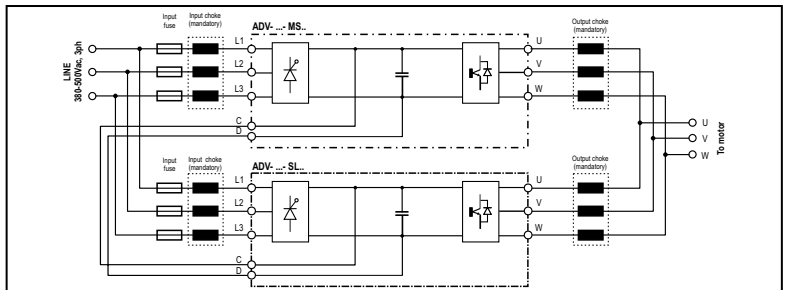 Input fuse
Input choke (mandatory)
ADV- ...- MS..
Output choke (mandatory)
LINE
380-500Vac, 3ph
L1
L2
L3
C
D
U
V
W
U
V
W
To motor
Input fuse
Input choke (mandatory)
ADV- ...- SL..
Output choke (mandatory)
L1
L2
L3
C
D
U
V
W